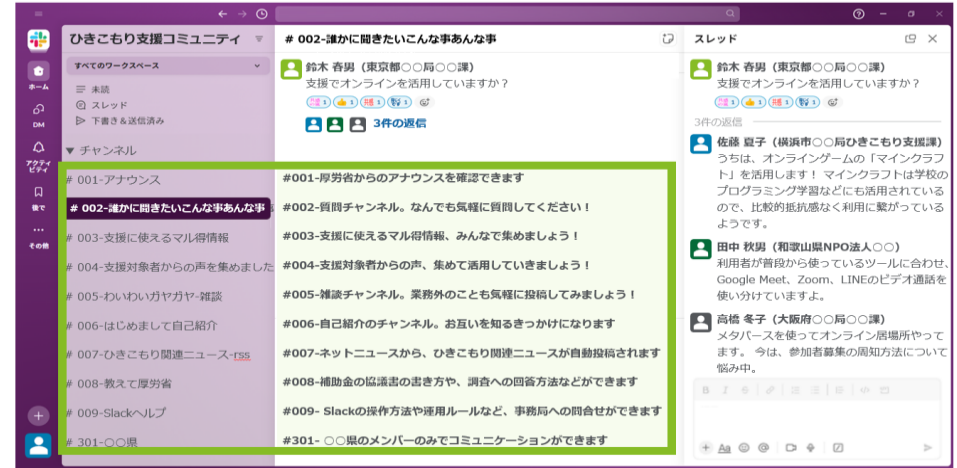 ホーム
DM
アクティ
ビティ
後で
その他
ひきこもり支援コミュニティ
すべてのワークスペース
未読
スレッド
下書き＆送信済み
チャンネル
# 001-アナウンス
# 002-誰かに聞きたいこんな事あんな事
# 003-支援に使えるマル得情報
# 004-支援対象者からの声を集めました
# 005-わいわいガヤガヤ-雑談
# 006-はじめまして自己紹介
# 007-ひきこもり関連ニュース-rss
# 008-教えて厚労省
# 009-Slackヘルプ
# 301-〇〇県
# 002-誰かに聞きたいこんな事あんな事
鈴木 春男（東京都〇〇局〇〇課）
支援でオンラインを活用していますか？
3件の返信
#001-厚労省からのアナウンスを確認できます
#002-質問チャンネル。なんでも気軽に質問してください！
#003-支援に使えるマル得情報、みんなで集めましょう！
#004-支援対象者からの声、集めて活用していきましょう！
#005-雑談チャンネル。業務外のことも気軽に投稿してみましょう！
#006-自己紹介のチャンネル。お互いを知るきっかけになります
#007-ネットニュースから、ひきこもり関連ニュースが自動投稿されます
#008-補助金の協議書の書き方や、調査への回答方法などができます
#009- Slackの操作方法や運用ルールなど、事務局への問合せができます
#301- 〇〇県のメンバーのみでコミュニケーションができます
スレッド
鈴木 春男（東京都〇〇局〇〇課）
支援でオンラインを活用していますか？
3件の返信
佐藤 夏子（横浜市〇〇局ひきこもり支援課）
うちは、オンラインゲームの「マインクラフ
ト」を活用します！ マインクラフトは学校の
プログラミング学習などにも活用されている
ので、比較的抵抗感なく利用に繋がっている
ようです。
田中 秋男（和歌山県NPO法人〇〇）
利用者が普段から使っているツールに合わせ、
Google Meet、Zoom、LINEのビデオ通話を
使い分けていますよ。
高橋 冬子（大阪府〇〇局〇〇課）
メタバースを使ってオンライン居場所やって
ます。 今は、参加者募集の周知方法について
悩み中。